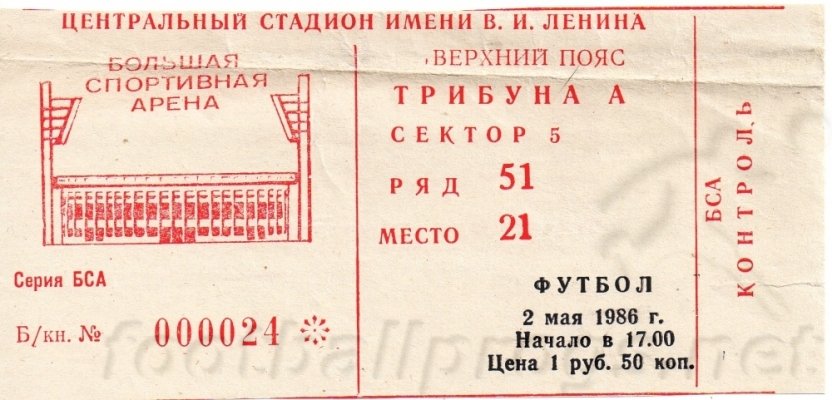 ЦЕНТРАЛЬНЫЙ СТАДИОН ИМЕНИ В. И. ЛЕНИНА
БОЛЬШАЯ
СПОРТИВНАЯ
АРЕНА
Серия БСА
Б/кн. № 000024
ВЕРХНИЙ ПОЯС
ТРИБУНА А
СЕКТОР 5
РЯД 51
МЕСТО 21
ФУТБОЛ
2 мая 1986 г.
Начало в 17.00
Цена 1 руб. 50 коп.
БСА
КОНТРОЛЬ